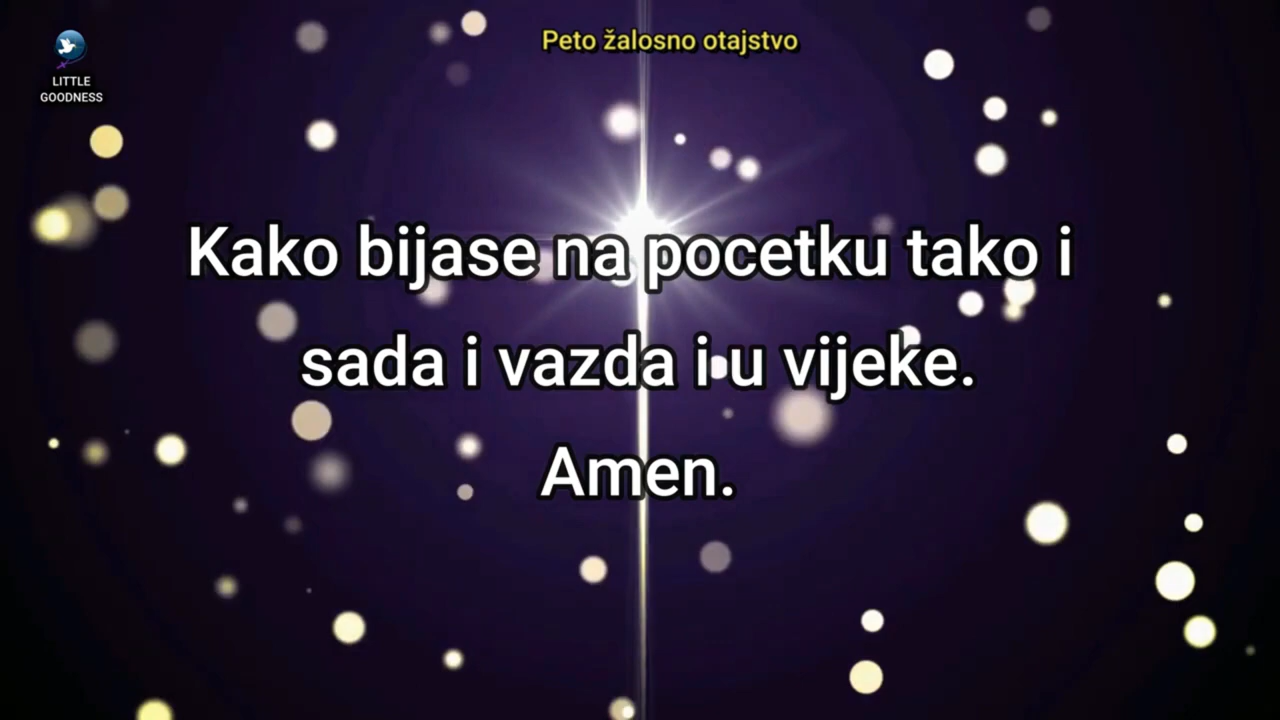 Peto žalosno otajstvo
LITTLE
GOODNESS
Kako bijase na pocetku tako i
sada i vazda i u vijeke.
Amen.